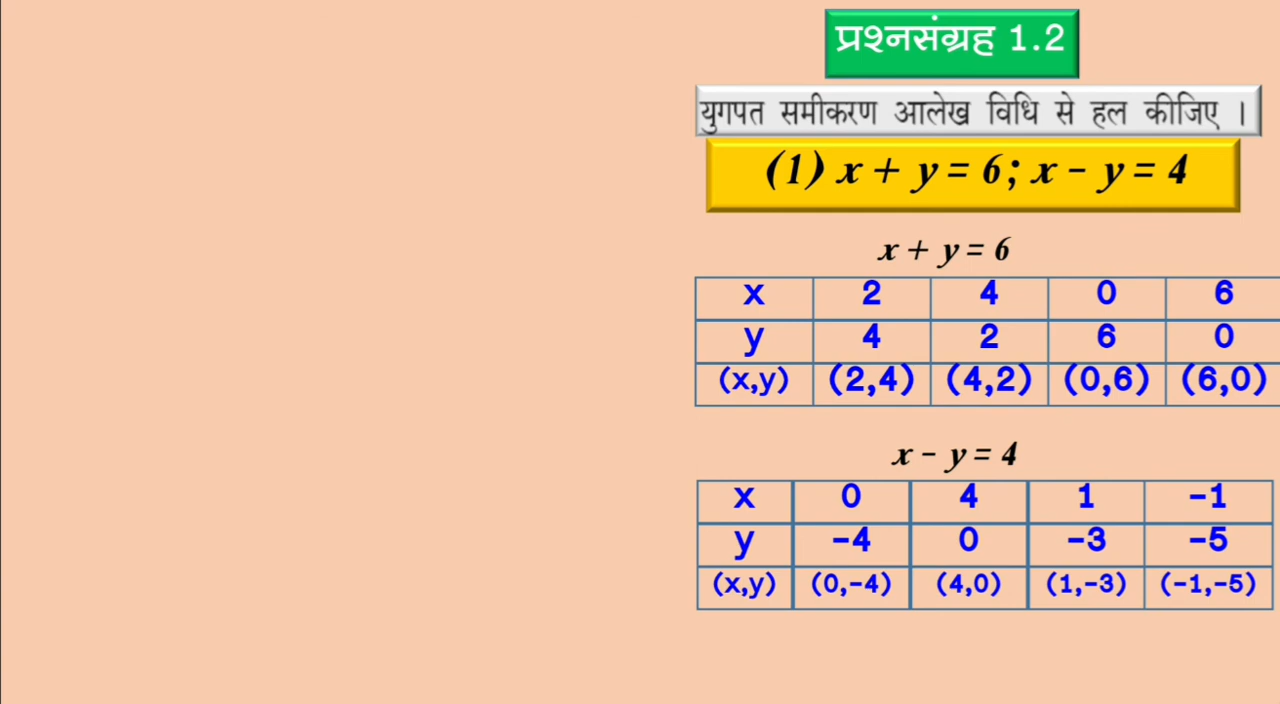 प्रश्नसंग्रह 1.2
युगपत समीकरण आलेख विधि से हल कीजिए ।
(1) x + y = 6; x - y = 4
x + y = 6
x 2 4 0 6
y 4 2 6 0
(x,y) (2,4) (4,2) (0,6) (6,0)
x - y = 4
x 0 4 1 -1
y -4 0 -3 -5
(x,y) (0,-4) (4,0) (1,-3) (-1,-5)